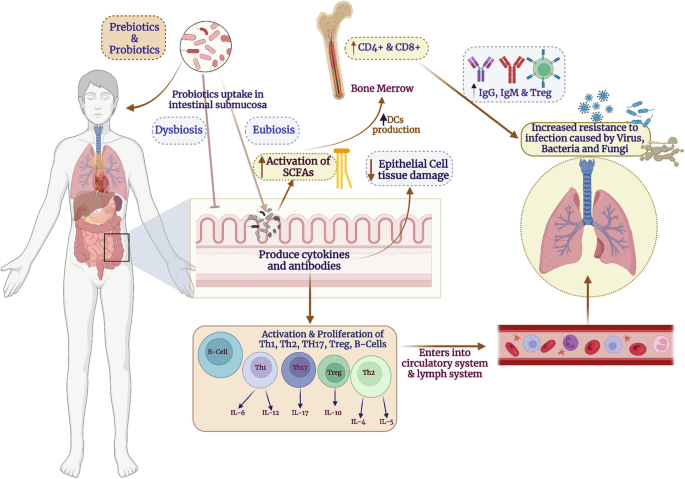 Prebiotics
&
Probiotics
Probiotics uptake in
intestinal submucosa
Dysbiosis
Eubiosis
Activation of
SCFAs
DCs
production
Bone Merrow
CD4+ & CD8+
IgG, IgM & Treg
Increased resistance to
infection caused by Virus,
Bacteria and Fungi
Epithelial Cell
tissue damage
Produce cytokines
and antibodies
Activation & Proliferation of
Th1, Th2, TH17, Treg, B-Cells
B-Cell
Th1
Th17
Treg
Th2
IL-6
IL-12
IL-17
IL-10
IL-4
IL-5
Enters into
circulatory system
& lymph system